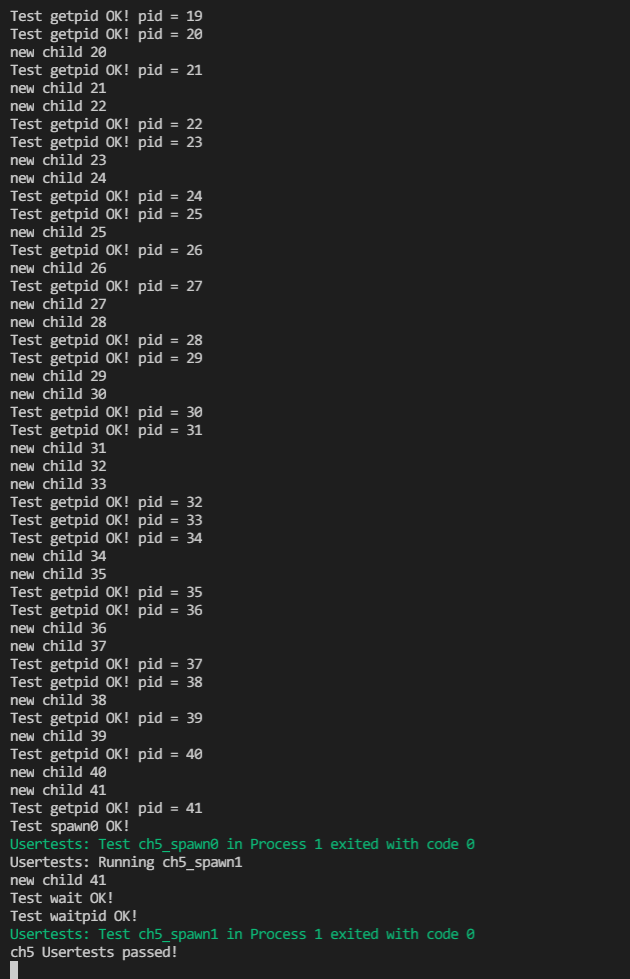 Test getpid OK! pid = 19
Test getpid OK! pid = 20
new child 20
Test getpid OK! pid = 21
new child 21
new child 22
Test getpid OK! pid = 22
Test getpid OK! pid = 23
new child 23
new child 24
Test getpid OK! pid = 24
Test getpid OK! pid = 25
new child 25
Test getpid OK! pid = 26
new child 26
Test getpid OK! pid = 27
new child 27
new child 28
Test getpid OK! pid = 28
Test getpid OK! pid = 29
new child 29
new child 30
Test getpid OK! pid = 30
Test getpid OK! pid = 31
new child 31
new child 32
new child 33
Test getpid OK! pid = 32
Test getpid OK! pid = 33
Test getpid OK! pid = 34
new child 34
new child 35
Test getpid OK! pid = 35
Test getpid OK! pid = 36
new child 36
new child 37
Test getpid OK! pid = 37
Test getpid OK! pid = 38
new child 38
Test getpid OK! pid = 39
new child 39
Test getpid OK! pid = 40
new child 40
new child 41
Test getpid OK! pid = 41
Test spawn0 OK!
Usertests: Test ch5_spawn0 in Process 1 exited with code 0
Usertests: Running ch5_spawn1
new child 41
Test wait OK!
Test waitpid OK!
Usertests: Test ch5_spawn1 in Process 1 exited with code 0
ch5 Usertests passed!